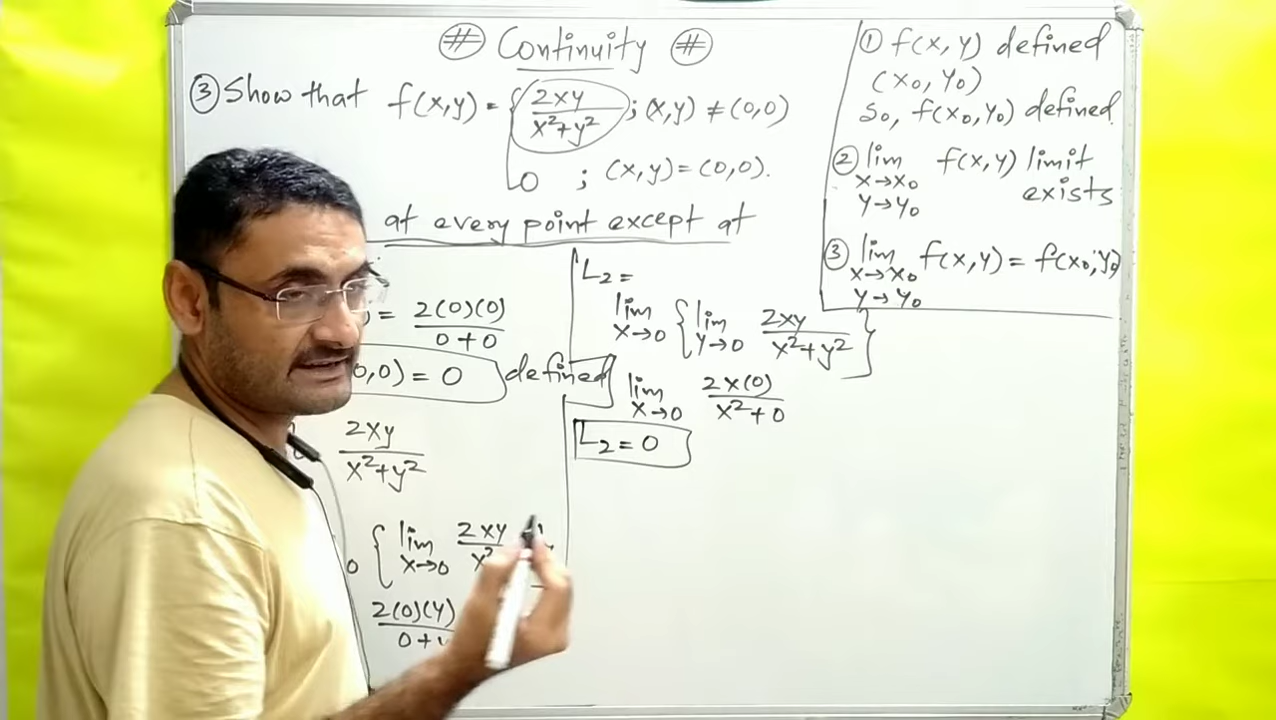 # Continuity #
③ Show that f(x,y) = { 2xy / x²+y² ; (x,y) ≠ (0,0)
0 ; (x,y) = (0,0).
at every point except at
= 2(0)(0) / 0+0
0,0) = 0 defined
2xy / x²+y²
0 { lim x→0 2xy / x²
2(0)(y) / 0+
L₂ =
lim x→0 { lim y→0 2xy / x²+y² }
lim x→0 2x(0) / x²+0
L₂ = 0
① f(x,y) defined
(x₀, y₀)
So, f(x₀,y₀) defined
② lim x→x₀ y→y₀ f(x,y) limit
exists
③ lim x→x₀ y→y₀ f(x,y) = f(x₀,y₀)